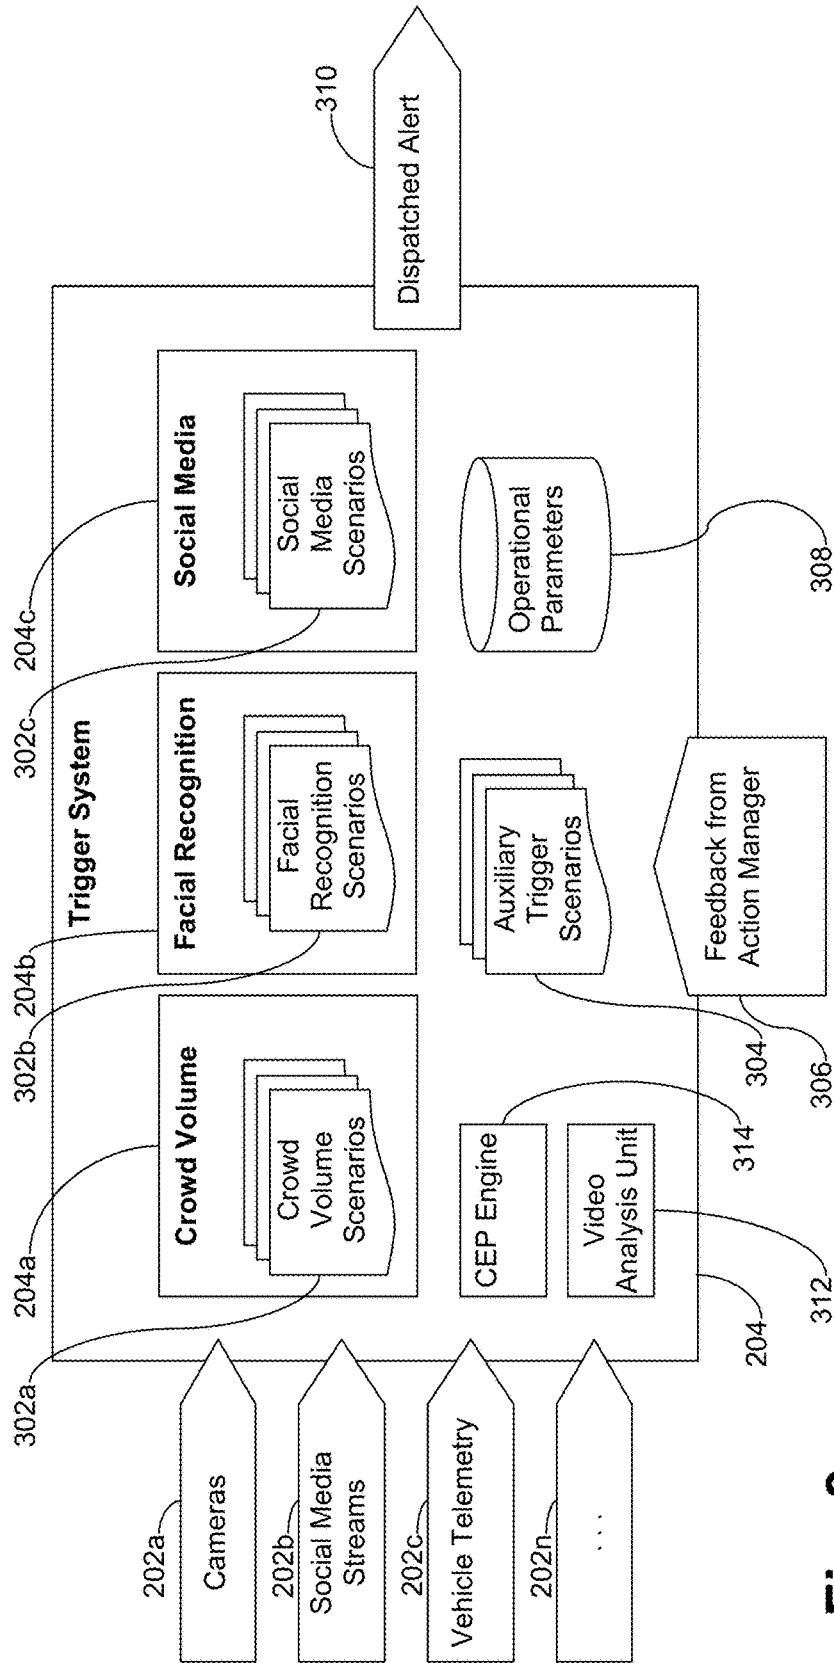 Trigger System
204a
Crowd Volume
302a
Crowd
Volume
Scenarios
204b
Facial Recognition
302b
Facial
Recognition
Scenarios
204c
Social Media
302c
Social
Media
Scenarios
202a
Cameras
202b
Social Media
Streams
202c
Vehicle Telemetry
202n
. . .
CEP Engine
314
Video
Analysis Unit
312
204
Auxiliary
Trigger
Scenarios
304
Operational
Parameters
308
Feedback from
Action Manager
306
310
Dispatched Alert